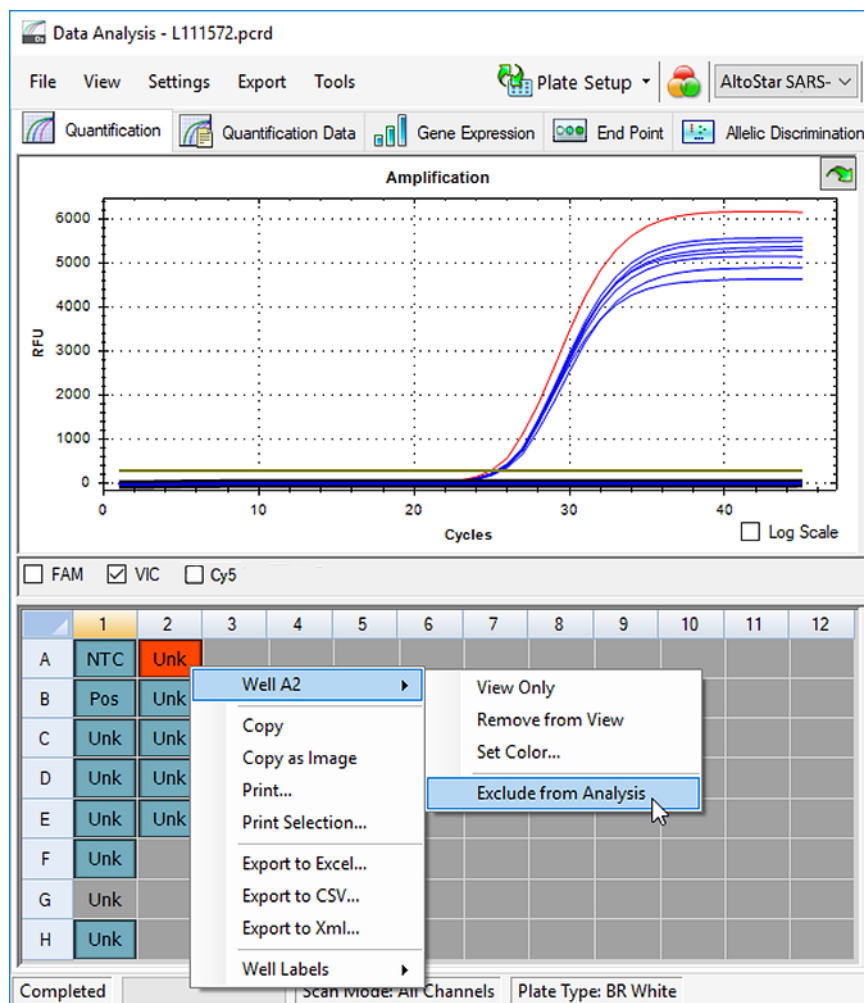 Data Analysis - L111572.pcrd
File View Settings Export Tools Plate Setup AltoStar SARS-
Quantification Quantification Data Gene Expression End Point Allelic Discrimination
Amplification
6000
5000
4000
3000
2000
1000
0
RFU
0 10 20 30 40
Cycles
Log Scale
FAM VIC Cy5
1 2 3 4 5 6 7 8 9 10 11 12
A NTC Unk
B Pos Unk
C Unk Unk
D Unk Unk
E Unk Unk
F Unk
G Unk
H Unk
Well A2
Copy
Copy as Image
Print...
Print Selection...
Export to Excel...
Export to CSV...
Export to Xml...
Well Labels
View Only
Remove from View
Set Color...
Exclude from Analysis
Completed Scan Mode: All Channels Plate Type: BR White